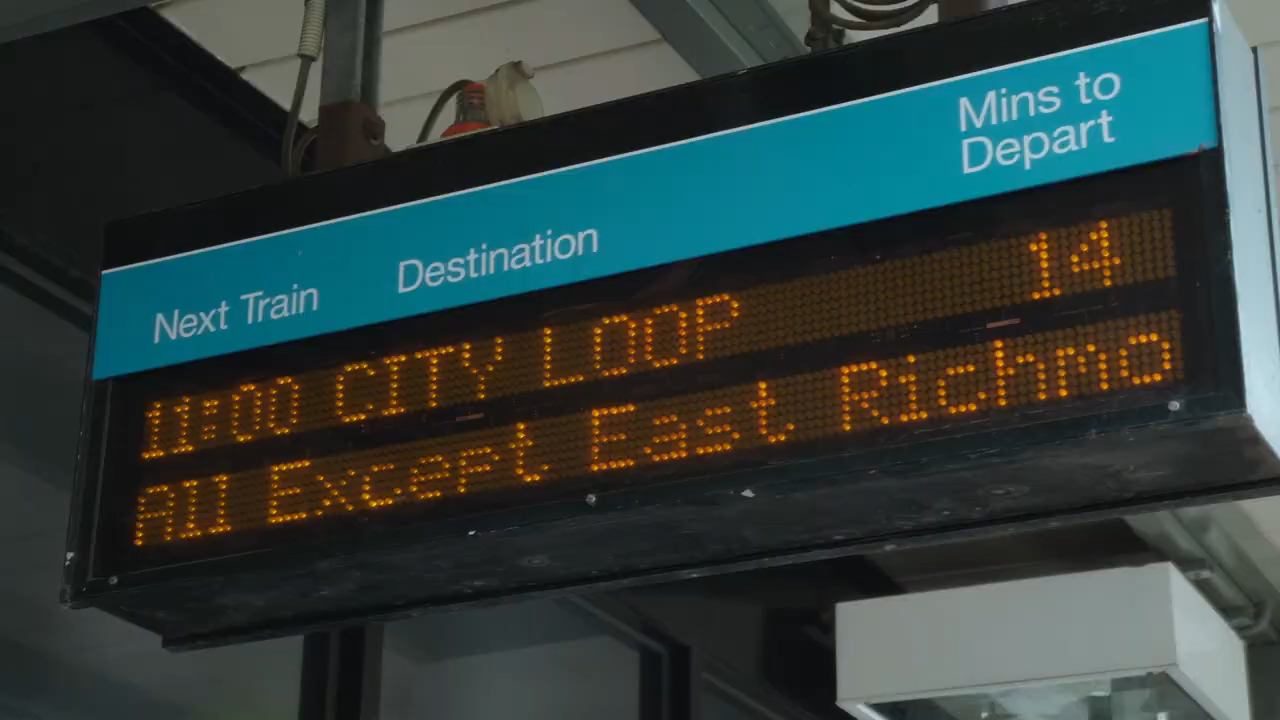 Next Train Destination Mins to Depart
11:00 CITY LOOP 14
All Except East Richmo